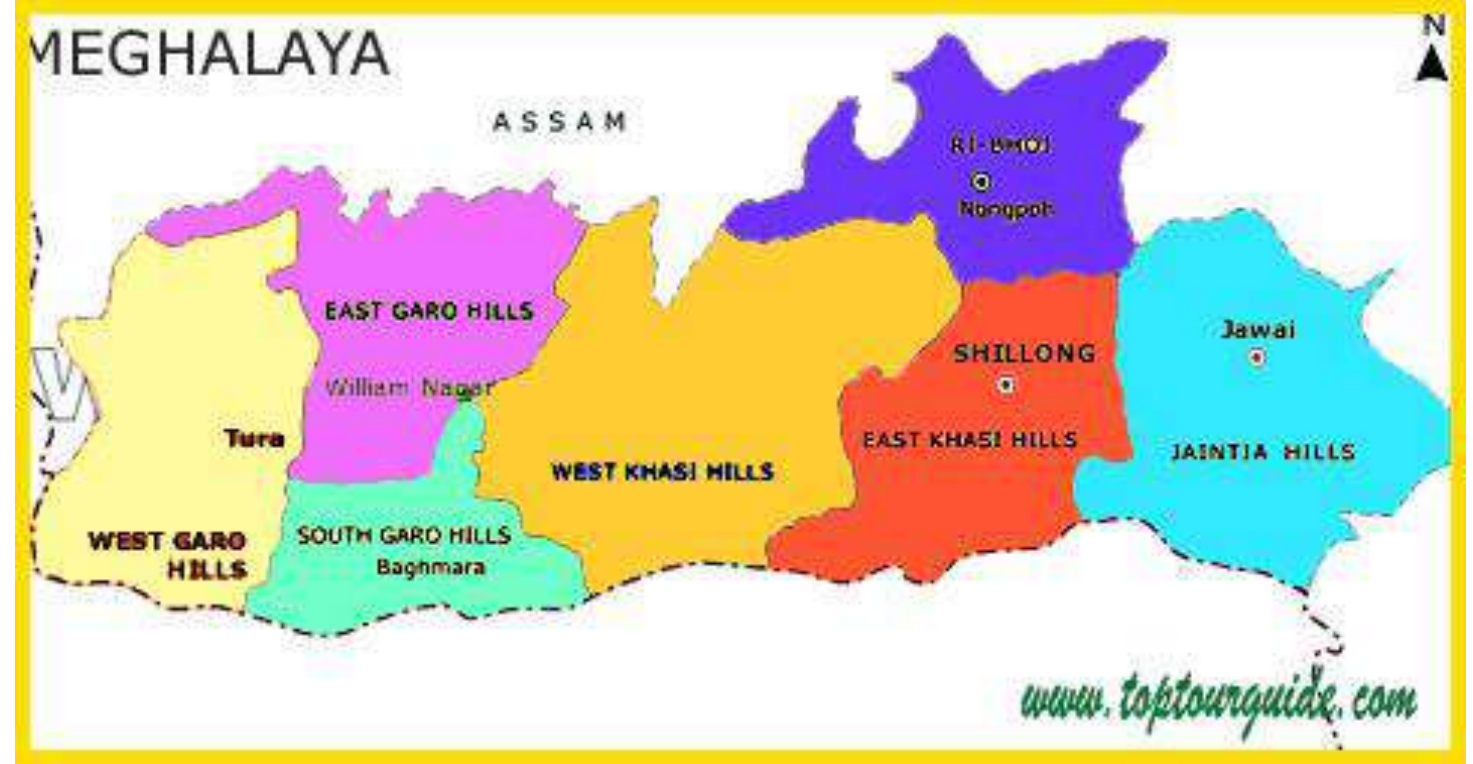 MEGHALAYA
N
ASSAM
RI-BHOI
Nongpoh
EAST GARO HILLS
Jawai
SHILLONG
William Nagar
Tura
EAST KHASI HILLS
JAINTIA HILLS
WEST KHASI HILLS
WEST GARO
HILLS
SOUTH GARO HILLS
Baghmara
www.toptourguide.com